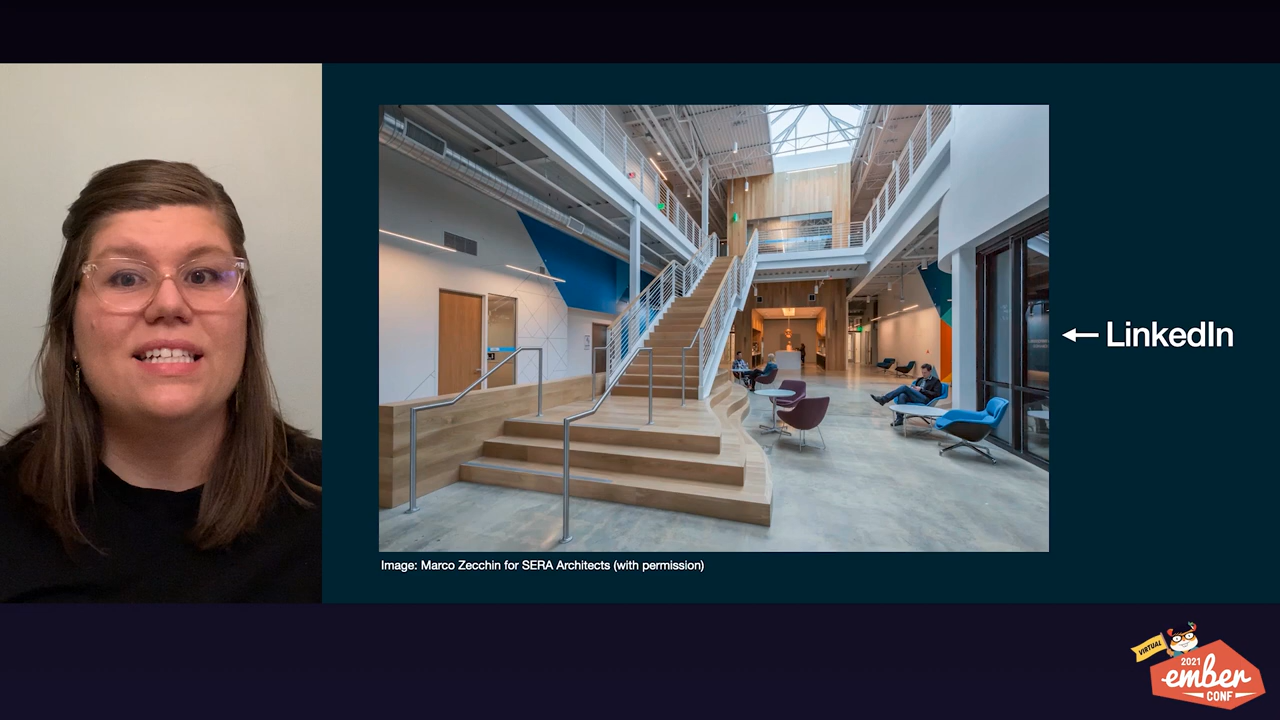 ← LinkedIn
Image: Marco Zecchin for SERA Architects (with permission)
VIRTUAL
2021
ember
CONF